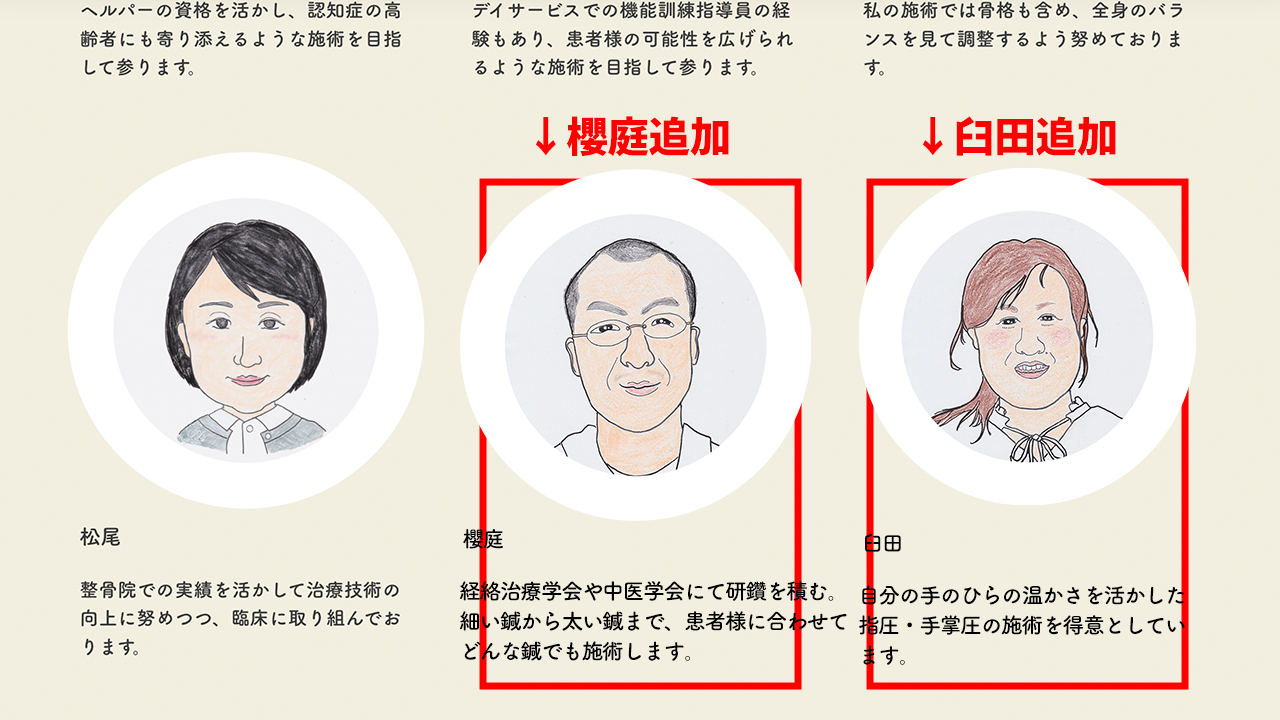 ヘルパーの資格を活かし、認知症の高
齢者にも寄り添えるような施術を目指
して参ります。
デイサービスでの機能訓練指導員の経
験もあり、患者様の可能性を広げられ
るような施術を目指して参ります。
私の施術では骨格も含め、全身のバラ
ンスを見て調整するよう努めておりま
す。
↓櫻庭追加
↓臼田追加
松尾
整骨院での実績を活かして治療技術の
向上に努めつつ、臨床に取り組んでお
ります。
櫻庭
経絡治療学会や中医学会にて研鑽を積む。
細い鍼から太い鍼まで、患者様に合わせて
どんな鍼でも施術します。
臼田
自分の手のひらの温かさを活かした
指圧・手掌圧の施術を得意としてい
ます。